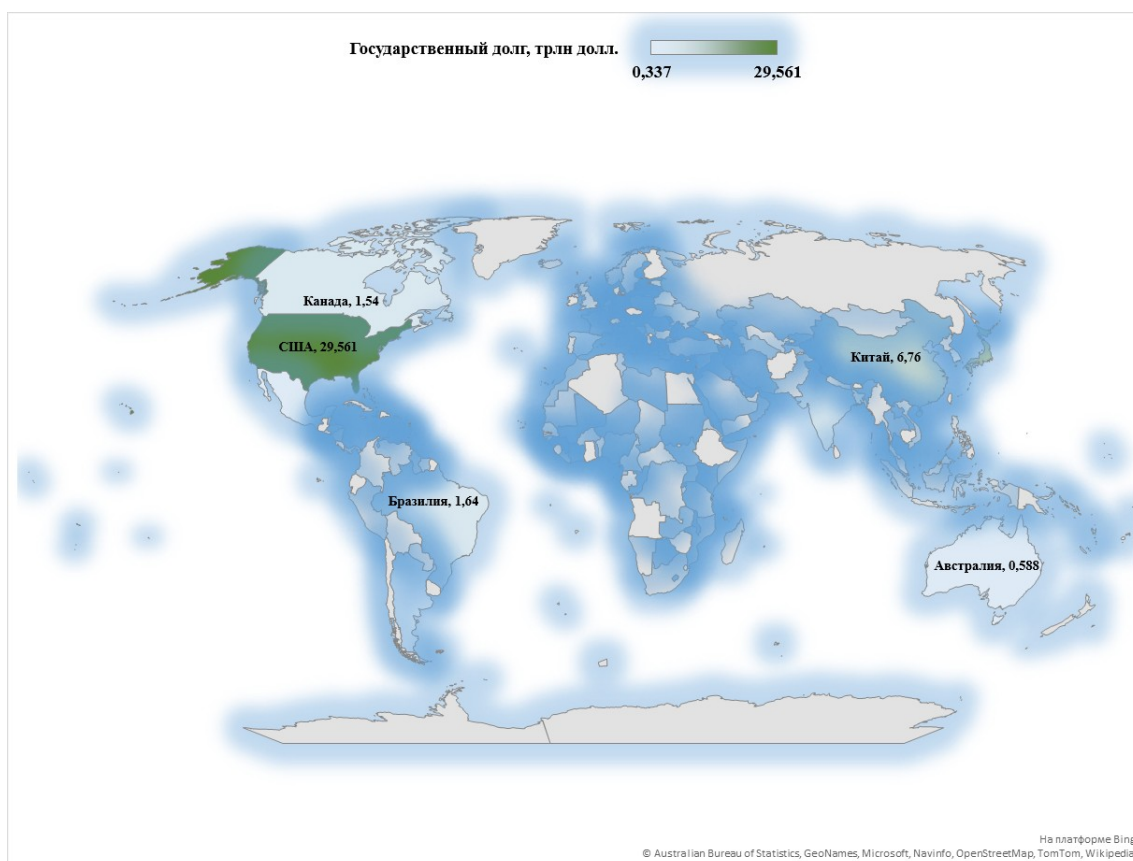 Государственный долг, трлн долл.
0,337 29,561
Канада, 1,54
США, 29,561
Китай, 6,76
Бразилия, 1,64
Австралия, 0,588
На платформе Bing
© Australian Bureau of Statistics, GeoNames, Microsoft, Navinfo, OpenStreetMap, TomTom, Wikipedia